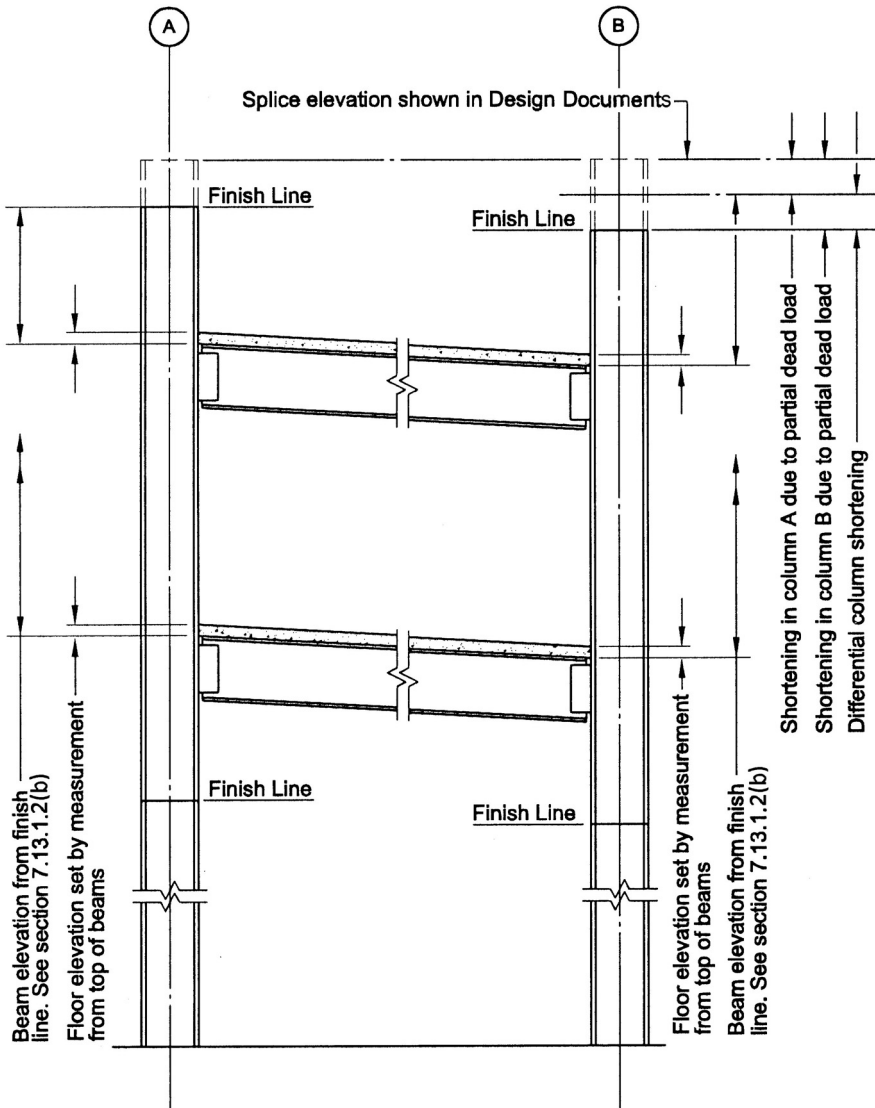 A
B
Splice elevation shown in Design Documents
Finish Line
Finish Line
Finish Line
Finish Line
Beam elevation from finish
line. See section 7.13.1.2(b)
Floor elevation set by measurement
from top of beams
Floor elevation set by measurement
from top of beams
Beam elevation from finish
line. See section 7.13.1.2(b)
Shortening in column A due to partial dead load
Shortening in column B due to partial dead load
Differential column shortening